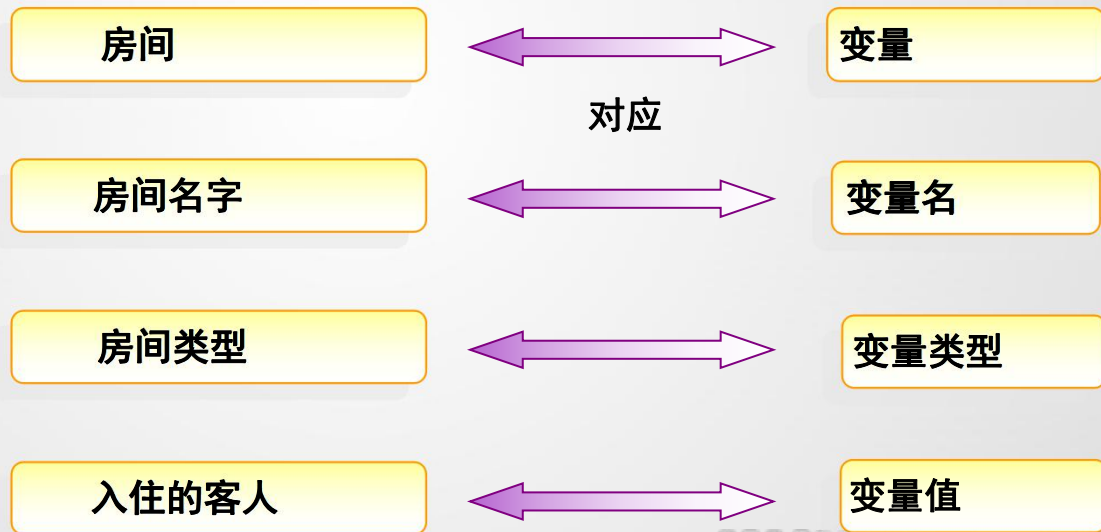 房间
变量
对应
房间名字
变量名
房间类型
变量类型
入住的客人
变量值